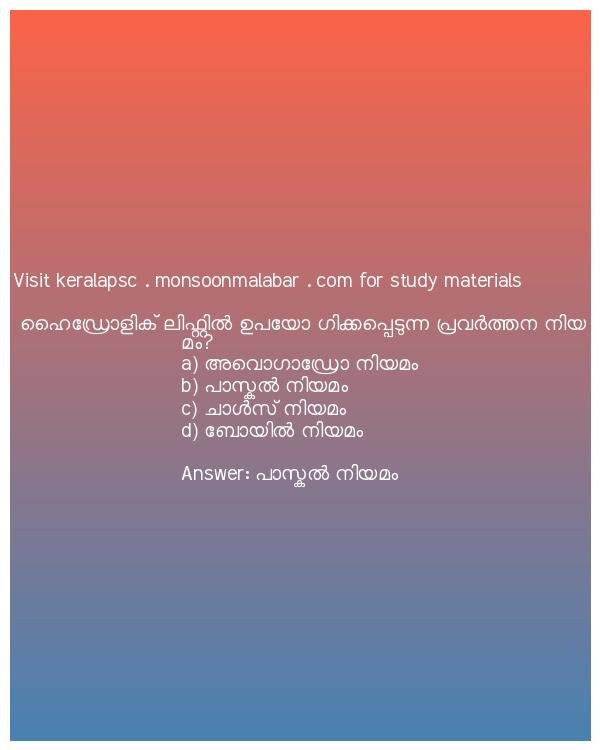 Visit keralapsc . monsoonmalabar . com for study materials
ഹൈഡ്രോളിക് ലിഫ്റ്റിൽ ഉപയോ ഗിക്കപ്പെടുന്ന പ്രവർത്തന നിയ
മം?
a) അവൊഗാഡ്രോ നിയമം
b) പാസ്കൽ നിയമം
c) ചാൾസ് നിയമം
d) ബോയിൽ നിയമം
Answer: പാസ്കൽ നിയമം